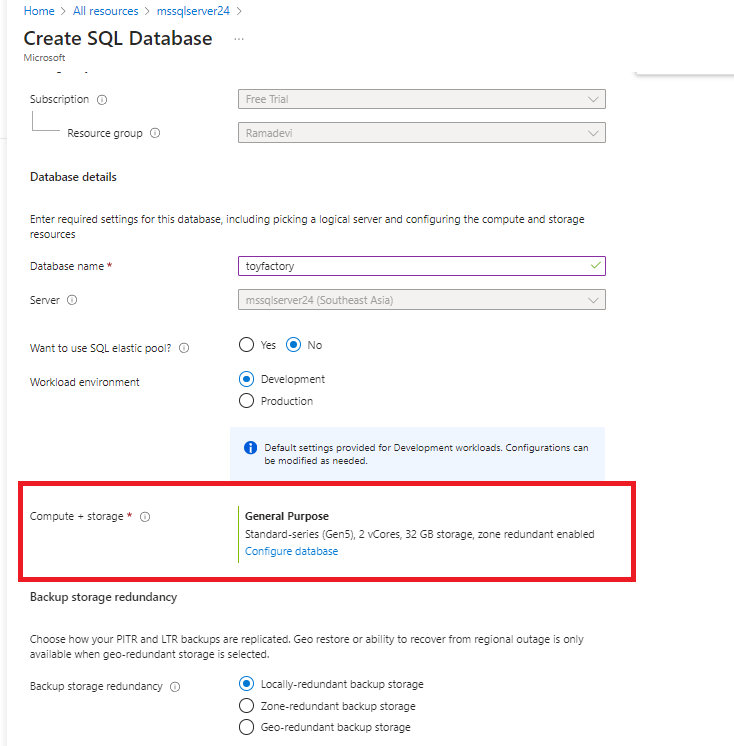 Home > All resources > mssqlserver24 >
Create SQL Database ...
Microsoft
Subscription
Free Trial
Resource group
Ramadevi
Database details
Enter required settings for this database, including picking a logical server and configuring the compute and storage
resources
Database name *
toyfactory
Server
mssqlserver24 (Southeast Asia)
Want to use SQL elastic pool?
Yes
No
Workload environment
Development
Production
Default settings provided for Development workloads. Configurations can
be modified as needed.
Compute + storage *
General Purpose
Standard-series (Gen5), 2 vCores, 32 GB storage, zone redundant enabled
Configure database
Backup storage redundancy
Choose how your PITR and LTR backups are replicated. Geo restore or ability to recover from regional outage is only
available when geo-redundant storage is selected.
Backup storage redundancy
Locally-redundant backup storage
Zone-redundant backup storage
Geo-redundant backup storage